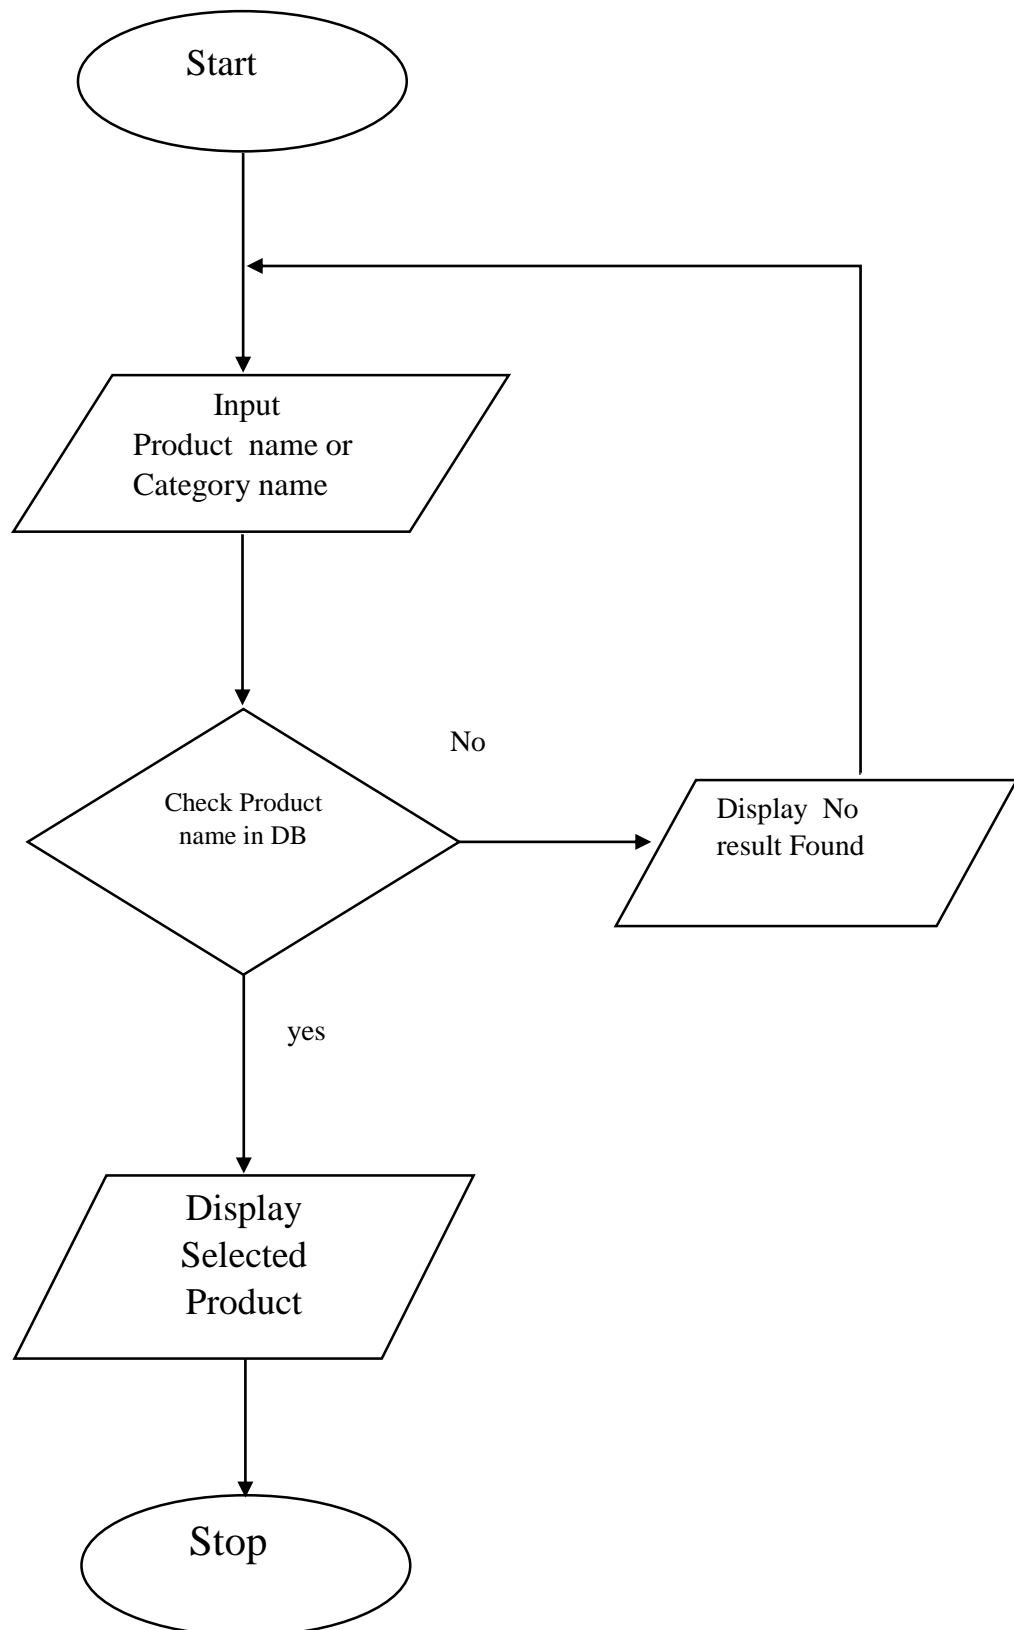 Start
Input
Product  name or
Category name
No
Check Product
name in DB
Display  No
result Found
yes
Display
Selected
Product
Stop